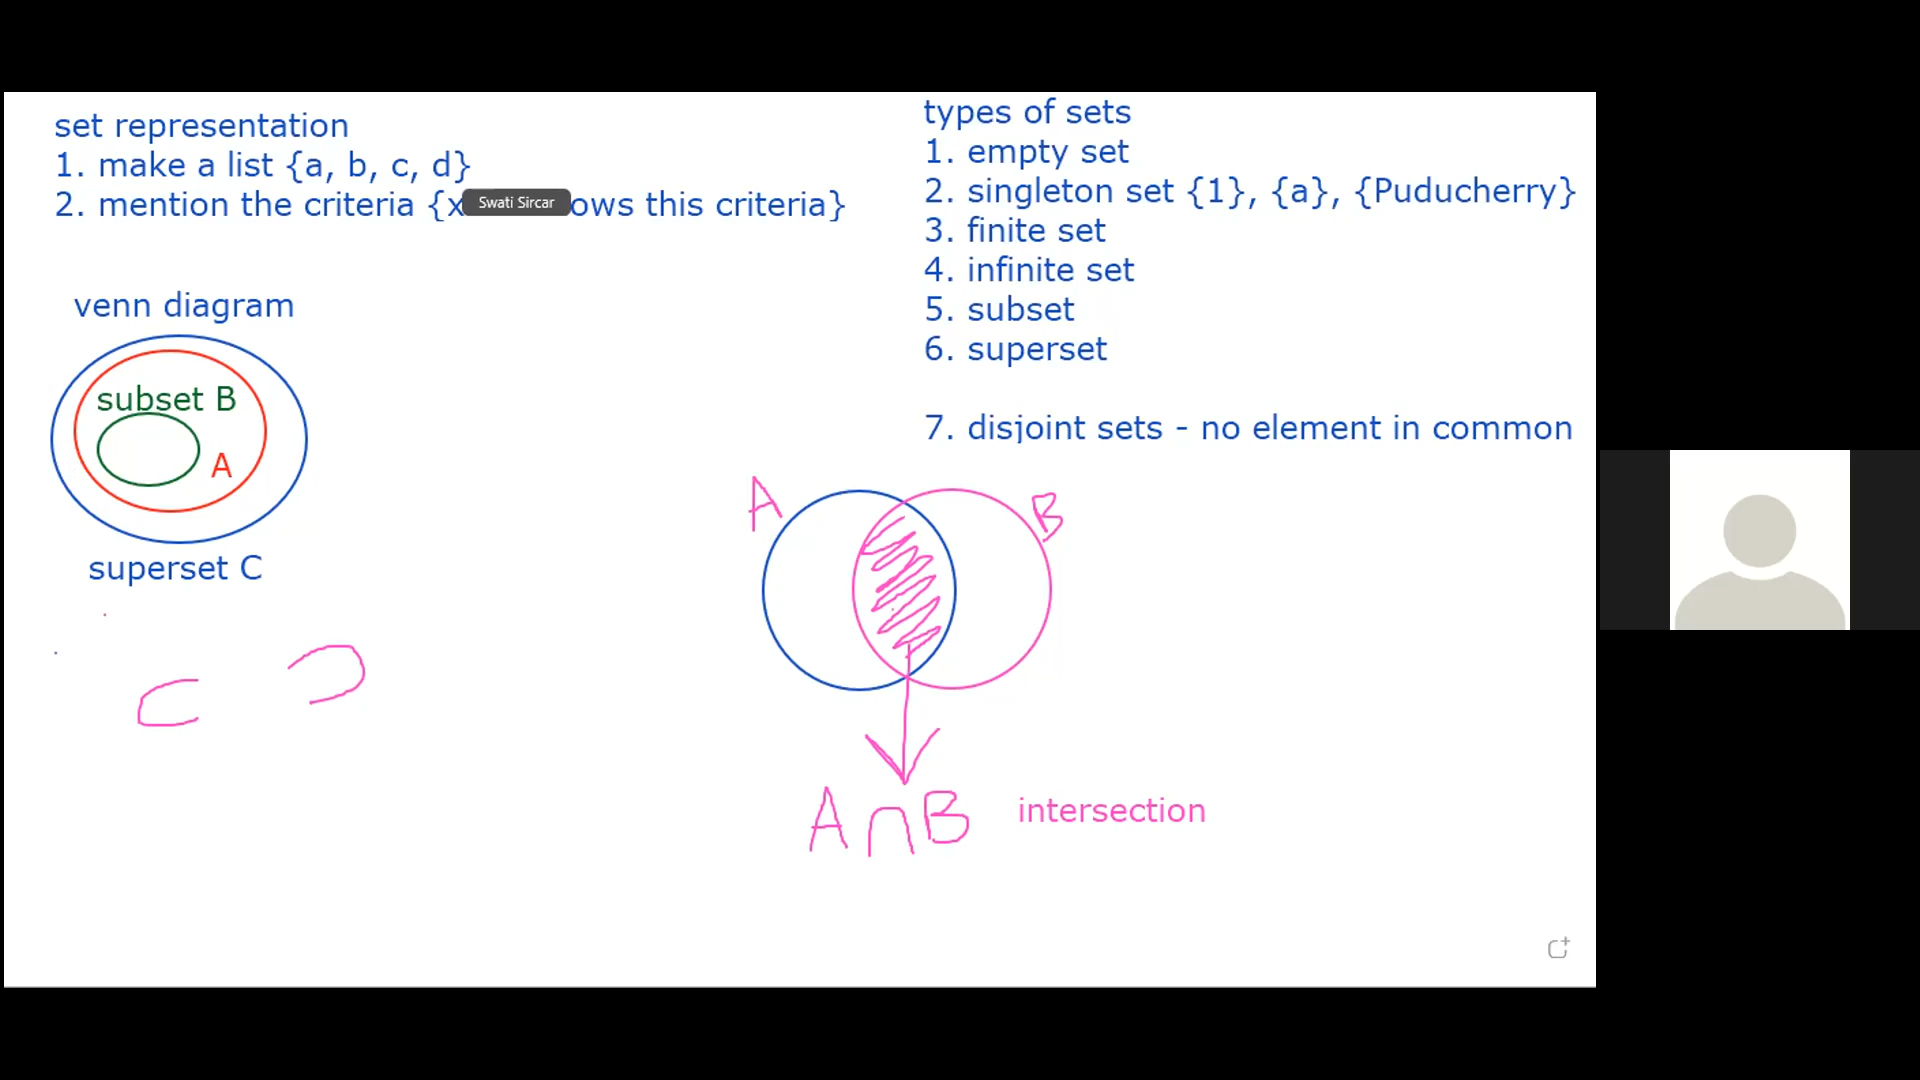 set representation
1. make a list {a, b, c, d}
2. mention the criteria {x ows this criteria}
Swati Sircar
venn diagram
subset B
A
superset C
⊂ ⊃
types of sets
1. empty set
2. singleton set {1}, {a}, {Puducherry}
3. finite set
4. infinite set
5. subset
6. superset
7. disjoint sets - no element in common
A B
A∩B intersection